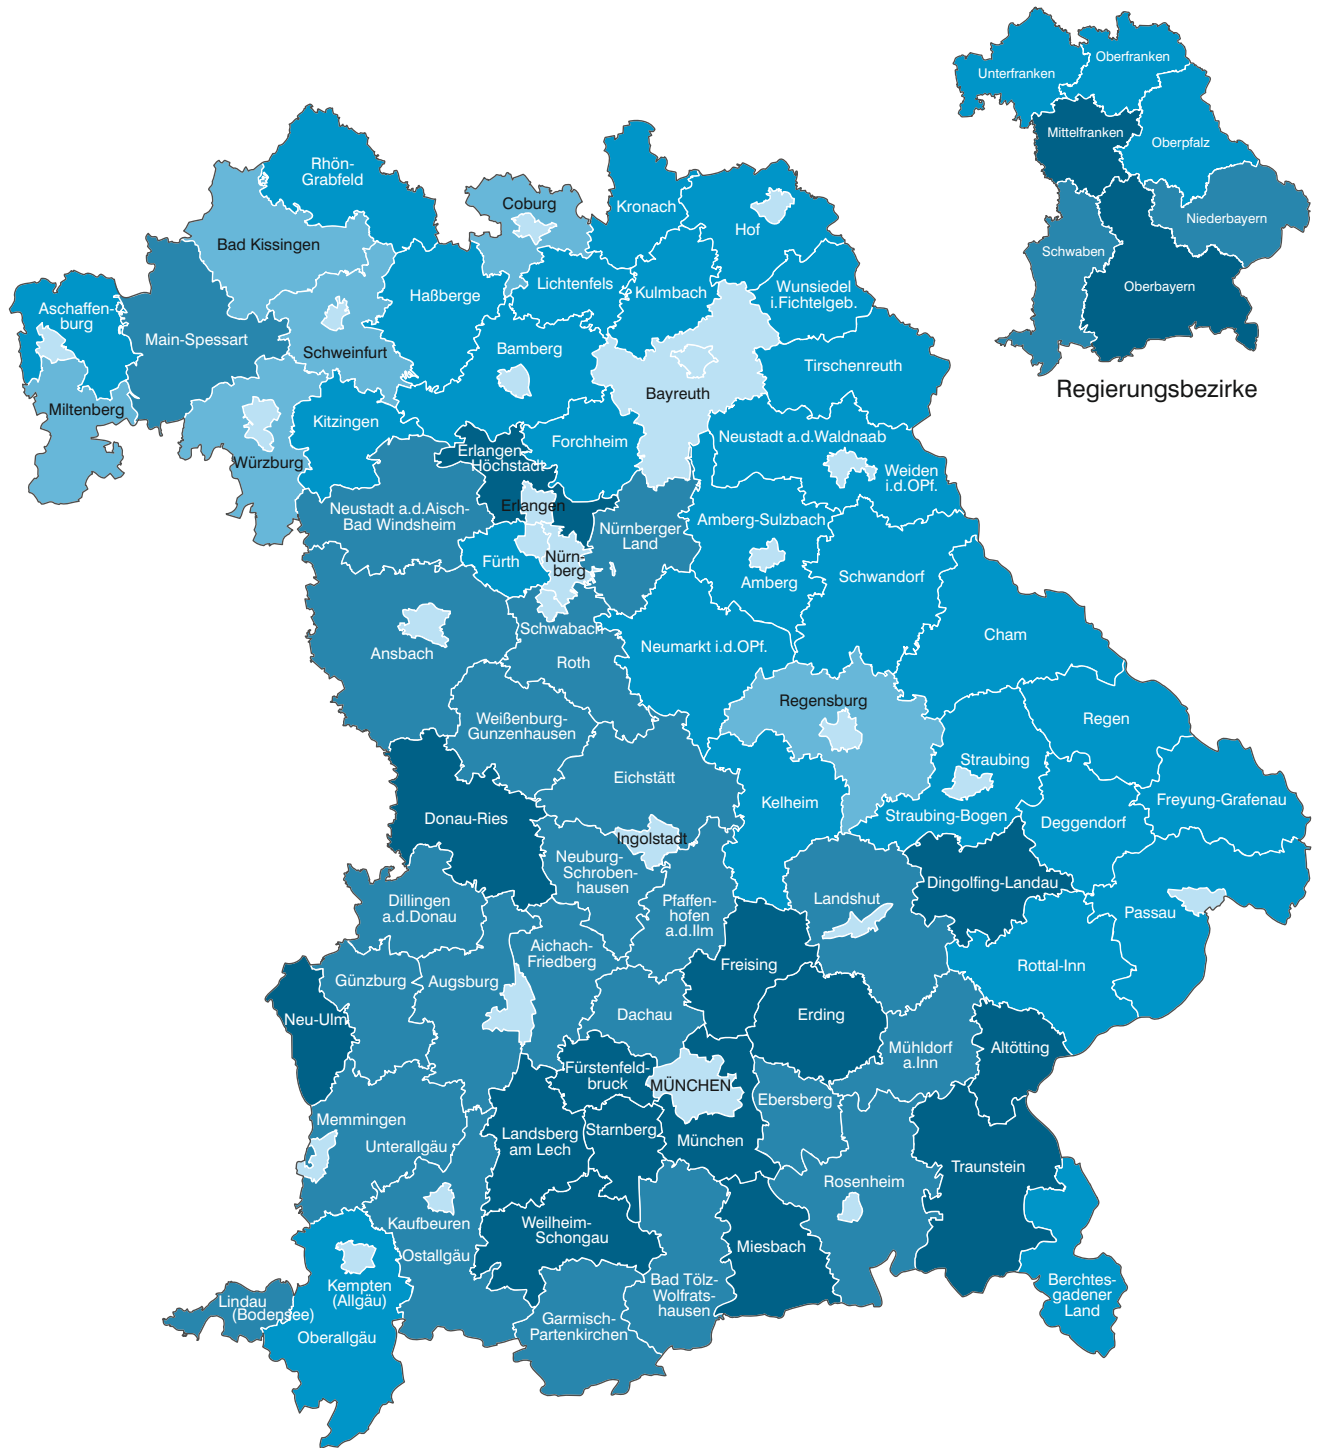 Unterfranken
Oberfranken
Mittelfranken
Oberpfalz
Niederbayern
Schwaben
Oberbayern
Regierungsbezirke
Rhön-
Grabfeld
Coburg
Kronach
Hof
Bad Kissingen
Haßberge
Lichtenfels
Kulmbach
Wunsiedel
i.Fichtelgeb.
Aschaffen-
burg
Main-Spessart
Schweinfurt
Bamberg
Tirschenreuth
Miltenberg
Bayreuth
Kitzingen
Würzburg
Erlangen-
Höchstadt
Forchheim
Neustadt a.d.Waldnaab
Weiden
i.d.OPf.
Neustadt a.d.Aisch-
Bad Windsheim
Erlangen
Nürnberger
Land
Amberg-Sulzbach
Fürth
Nürn-
berg
Amberg
Schwandorf
Schwabach
Ansbach
Roth
Neumarkt i.d.OPf.
Cham
Weißenburg-
Gunzenhausen
Regensburg
Regen
Eichstätt
Straubing
Kelheim
Freyung-Grafenau
Donau-Ries
Straubing-Bogen
Deggendorf
Ingolstadt
Neuburg-
Schroben-
hausen
Dillingen
a.d.Donau
Pfaffen-
hofen
a.d.Ilm
Landshut
Dingolfing-Landau
Passau
Aichach-
Friedberg
Freising
Rottal-Inn
Günzburg
Augsburg
Neu-Ulm
Dachau
Erding
Mühldorf
a.Inn
Altötting
Fürstenfeld-
bruck
MÜNCHEN
Ebersberg
Memmingen
Unterallgäu
Landsberg
am Lech
Starnberg
München
Traunstein
Rosenheim
Kaufbeuren
Ostallgäu
Weilheim-
Schongau
Miesbach
Kempten
(Allgäu)
Bad Tölz-
Wolfrats-
hausen
Berchtes-
gadener
Land
Lindau
(Bodensee)
Oberallgäu
Garmisch-
Partenkirchen